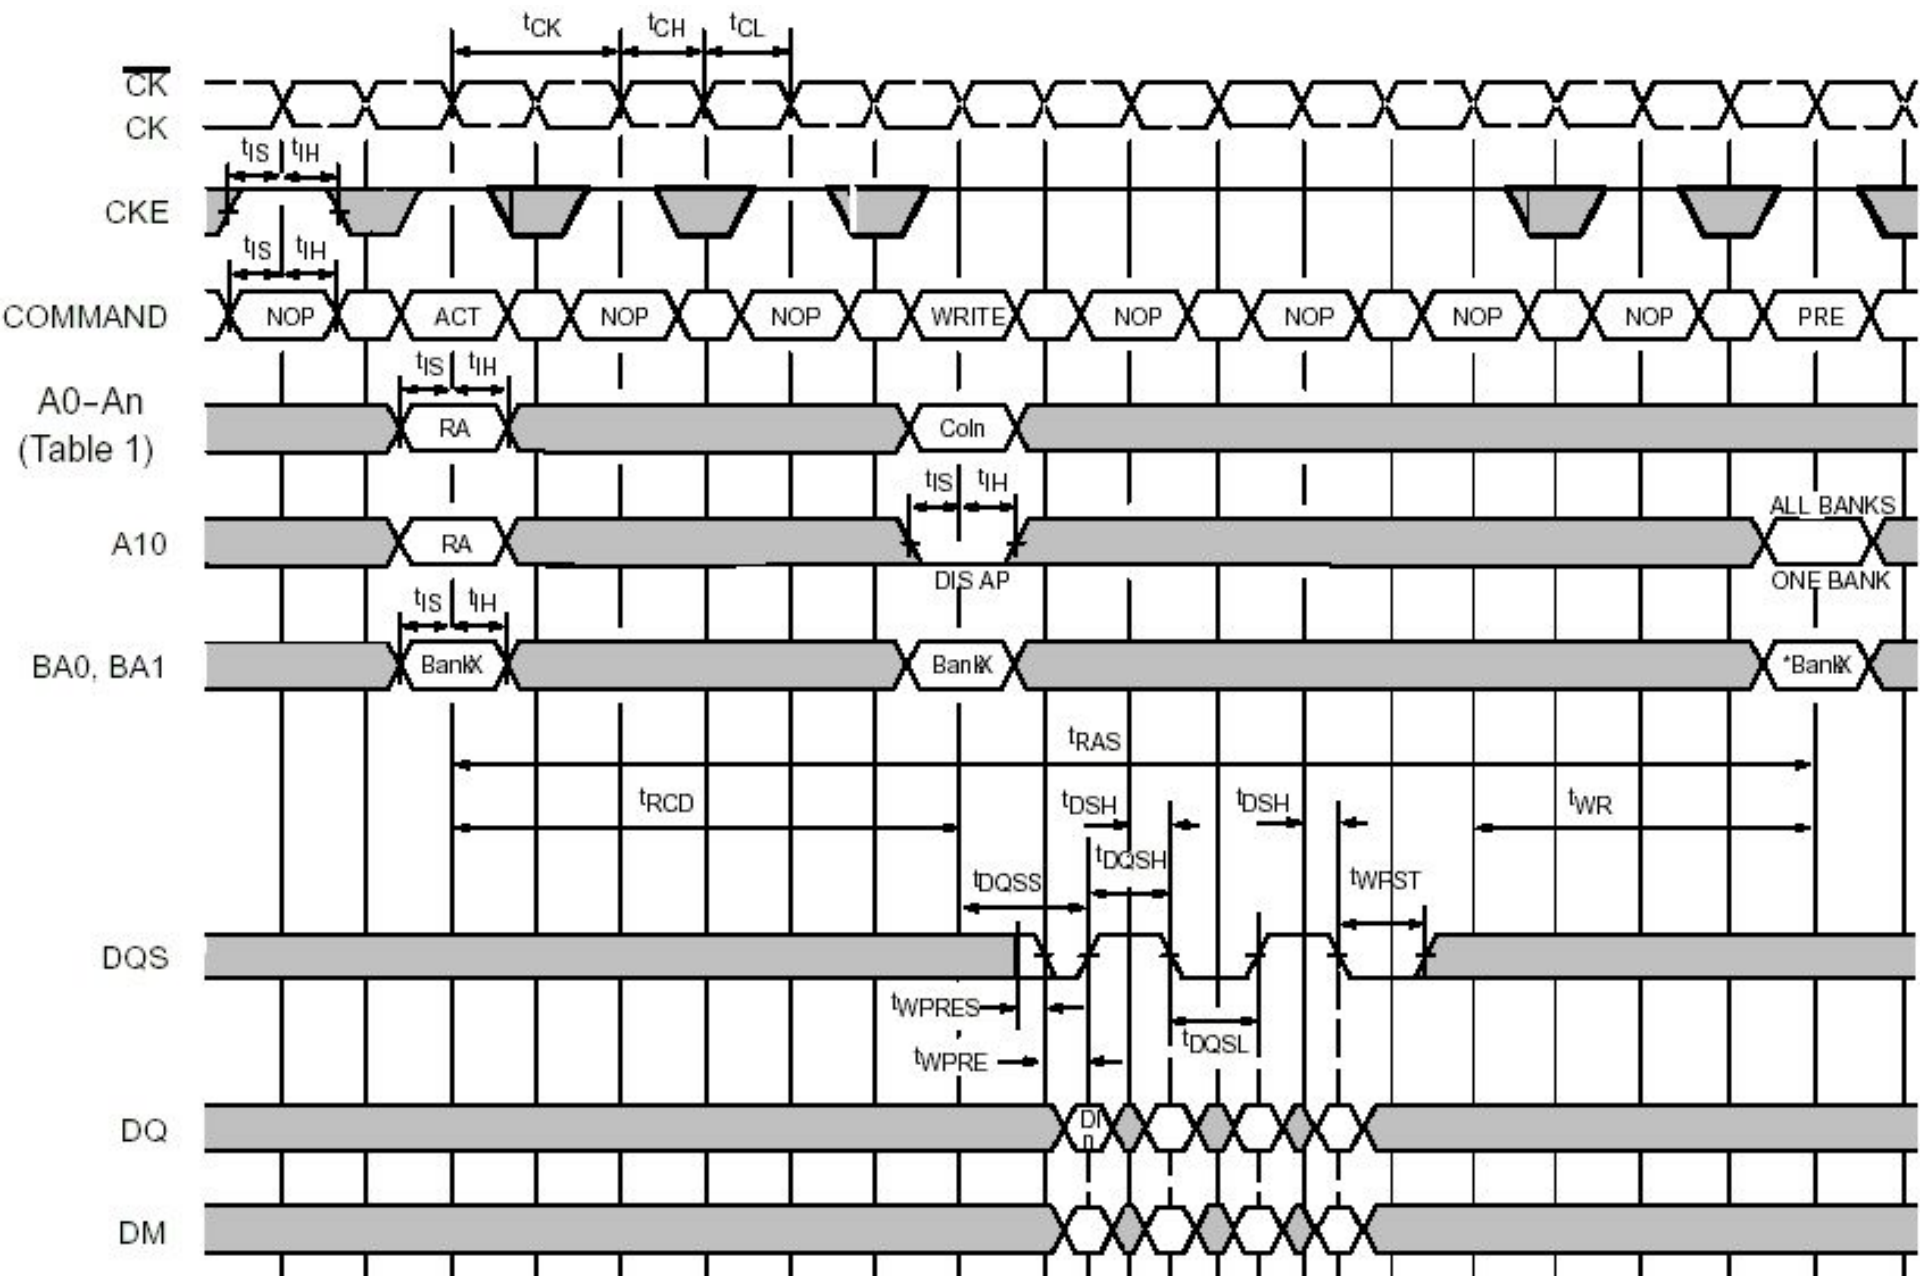 tCK tCH tCL
CK
CK
tIS tIH
CKE
tIS tIH
COMMAND NOP ACT NOP NOP WRITE NOP NOP NOP NOP PRE
tIS tIH
A0-An
(Table 1)
RA Coln
tIS tIH
ALL BANKS
A10 RA
DIS AP ONE BANK
tIS tIH
BA0, BA1 BankX BankX *BankX
tRAS
tRCD tDSH tDSH tWR
tDQSH
tDQSS tWPST
DQS
tWPRES
tDQSL
tWPRE
DQ DI
n
DM